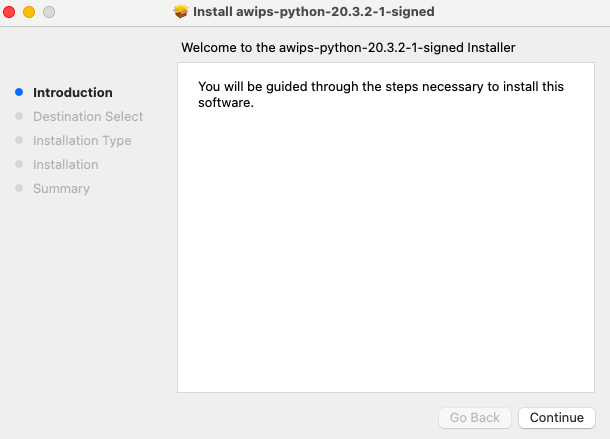 Install awips-python-20.3.2-1-signed
Welcome to the awips-python-20.3.2-1-signed Installer
Introduction
Destination Select
Installation Type
Installation
Summary
You will be guided through the steps necessary to install this
software.
Go Back
Continue